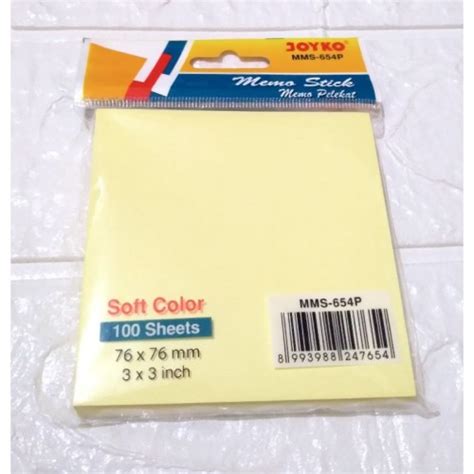 JOYKO
MMS-654P
Memo Stick
Memo Pelekat
Soft Color
100 Sheets
76 x 76 mm
3 x 3 inch
MMS-654P
8 993988 247654